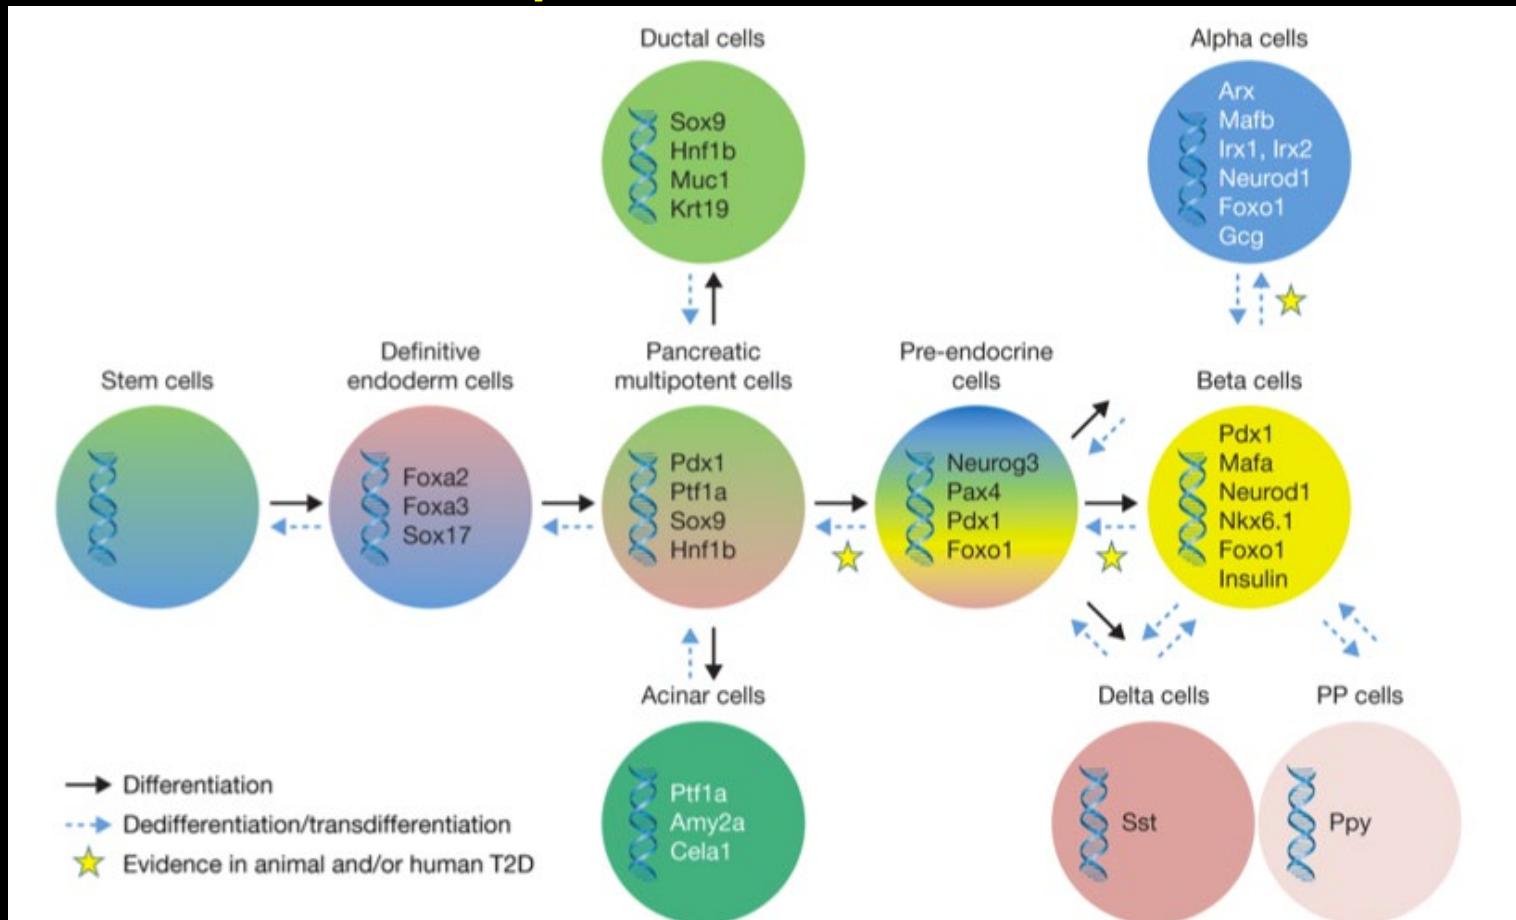 Ductal cells
Sox9
Hnf1b
Muc1
Krt19
Alpha cells
Arx
Mafb
Irx1, Irx2
Neurod1
Foxo1
Gcg
Stem cells
Definitive
endoderm cells
Foxa2
Foxa3
Sox17
Pancreatic
multipotent cells
Pdx1
Ptf1a
Sox9
Hnf1b
Pre-endocrine
cells
Neurog3
Pax4
Pdx1
Foxo1
Beta cells
Pdx1
Mafa
Neurod1
Nkx6.1
Foxo1
Insulin
Acinar cells
Ptf1a
Amy2a
Cela1
Delta cells
Sst
PP cells
Ppy
Differentiation
Dedifferentiation/transdifferentiation
Evidence in animal and/or human T2D